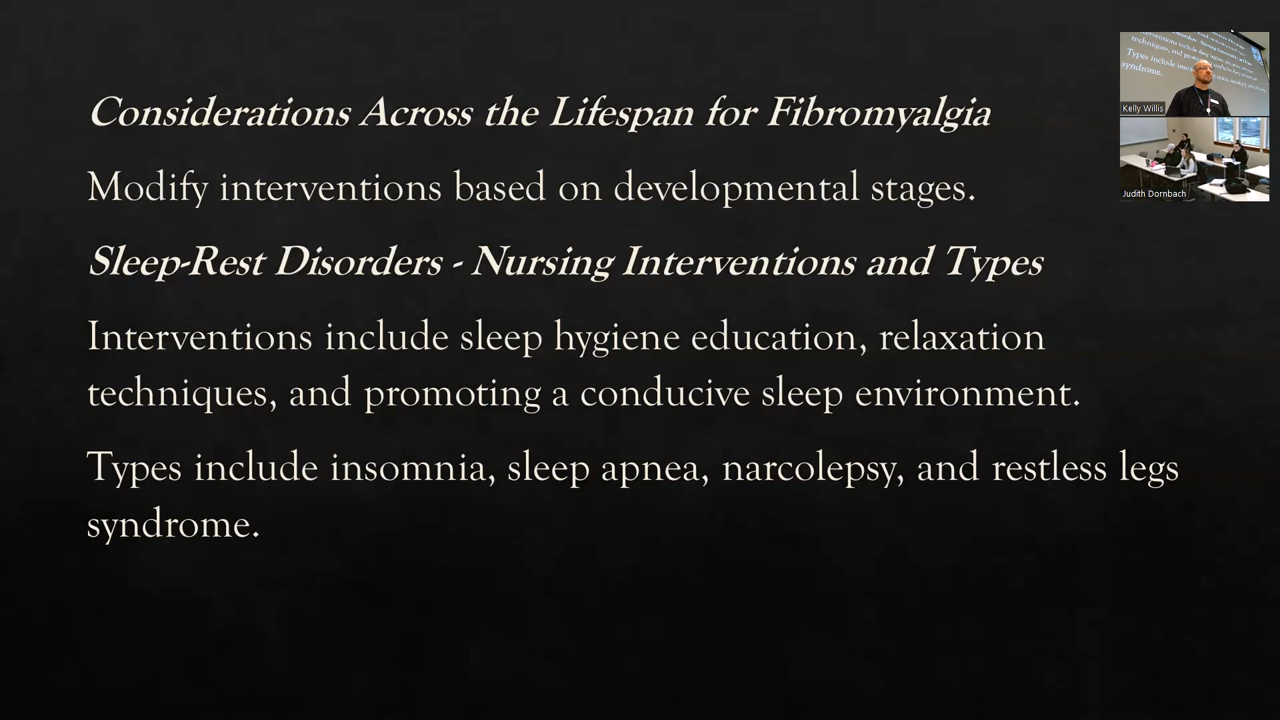 Considerations Across the Lifespan for Fibromyalgia
Modify interventions based on developmental stages.
Sleep-Rest Disorders - Nursing Interventions and Types
Interventions include sleep hygiene education, relaxation
techniques, and promoting a conducive sleep environment.
Types include insomnia, sleep apnea, narcolepsy, and restless legs
syndrome.
Kelly Willis
Judith Dornbach